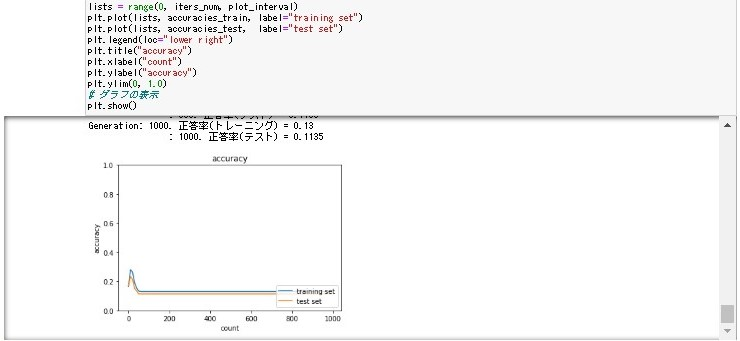 lists = range(0, iters_num, plot_interval)
plt.plot(lists, accuracies_train, label="training set")
plt.plot(lists, accuracies_test,  label="test set")
plt.legend(loc="lower right")
plt.title("accuracy")
plt.xlabel("count")
plt.ylabel("accuracy")
plt.ylim(0, 1.0)
# グラフの表示
plt.show()
Generation: 1000. 正答率(トレーニング) = 0.13
: 1000. 正答率(テスト) = 0.1135
accuracy
1.0
0.8
0.6
0.4
0.2
0.0
accuracy
training set
test set
0 200 400 600 800 1000
count